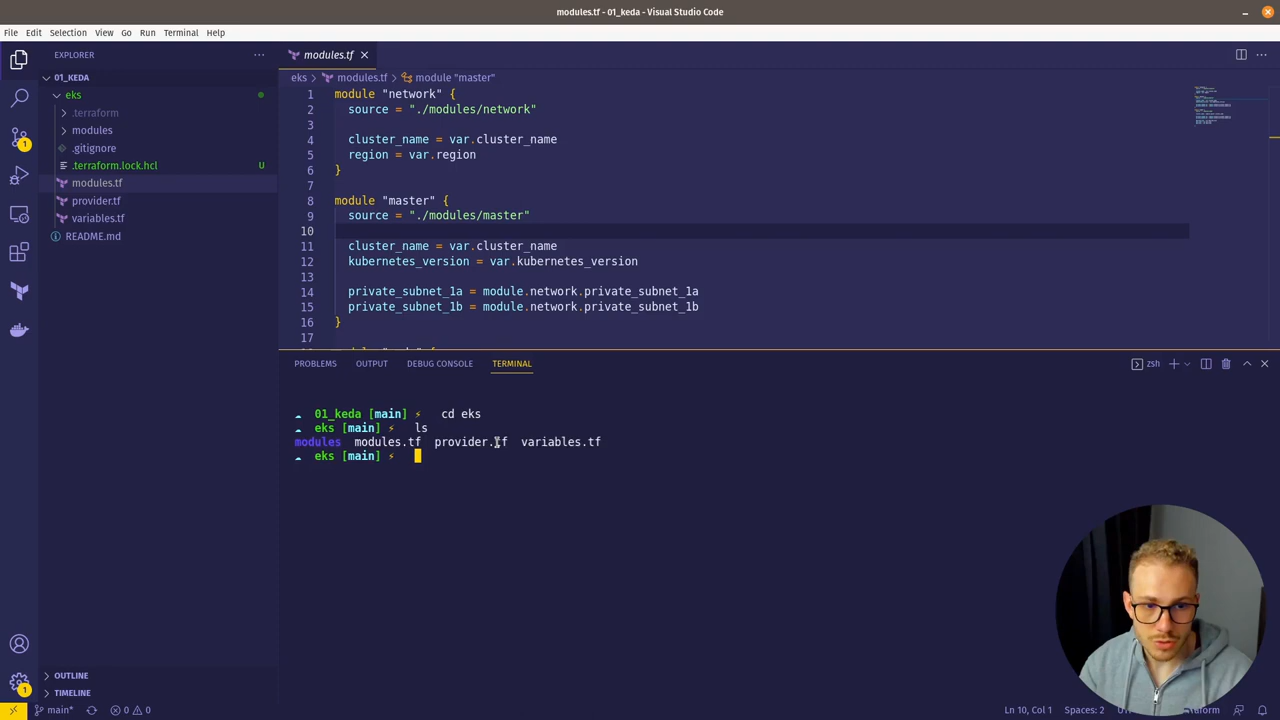 modules.tf - 01_keda - Visual Studio Code
File Edit Selection View Go Run Terminal Help
EXPLORER
modules.tf
01_KEDA
eks
.terraform
modules
.gitignore
.terraform.lock.hcl U
modules.tf
provider.tf
variables.tf
README.md
eks > modules.tf > module "master"
1 module "network" {
2 source = "./modules/network"
3
4 cluster_name = var.cluster_name
5 region = var.region
6 }
7
8 module "master" {
9 source = "./modules/master"
10
11 cluster_name = var.cluster_name
12 kubernetes_version = var.kubernetes_version
13
14 private_subnet_1a = module.network.private_subnet_1a
15 private_subnet_1b = module.network.private_subnet_1b
16 }
17
PROBLEMS OUTPUT DEBUG CONSOLE TERMINAL
zsh
01_keda [main] ⚡ cd eks
eks [main] ⚡ ls
modules modules.tf provider.tf variables.tf
eks [main] ⚡
1
1
OUTLINE
TIMELINE
main* 0 0
Ln 10, Col 1 Spaces: 2